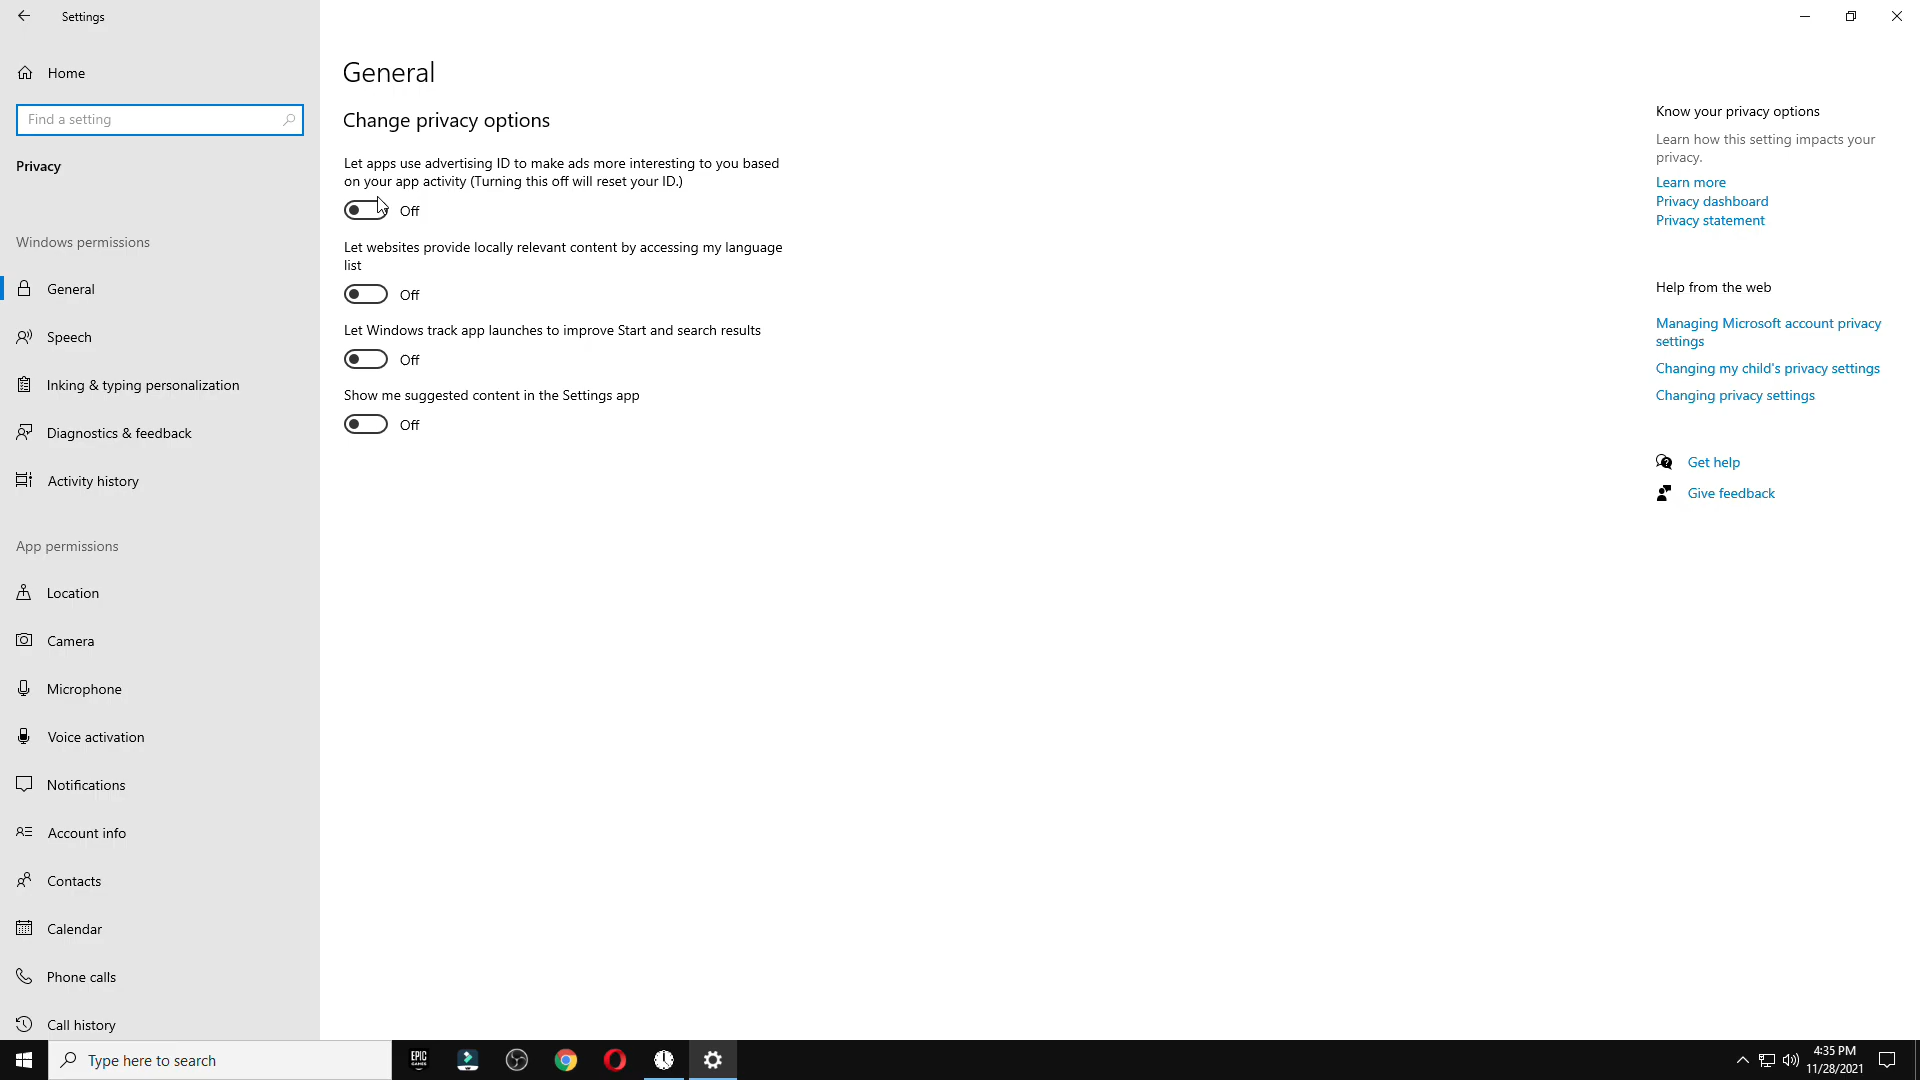 Settings
Home
Find a setting
Privacy
Windows permissions
General
Speech
Inking & typing personalization
Diagnostics & feedback
Activity history
App permissions
Location
Camera
Microphone
Voice activation
Notifications
Account info
Contacts
Calendar
Phone calls
Call history
General
Change privacy options
Let apps use advertising ID to make ads more interesting to you based
on your app activity (Turning this off will reset your ID.)
Off
Let websites provide locally relevant content by accessing my language
list
Off
Let Windows track app launches to improve Start and search results
Off
Show me suggested content in the Settings app
Off
Know your privacy options
Learn how this setting impacts your
privacy.
Learn more
Privacy dashboard
Privacy statement
Help from the web
Managing Microsoft account privacy
settings
Changing my child's privacy settings
Changing privacy settings
Get help
Give feedback
Type here to search
EPIC
GAMES
4:35 PM
11/28/2021